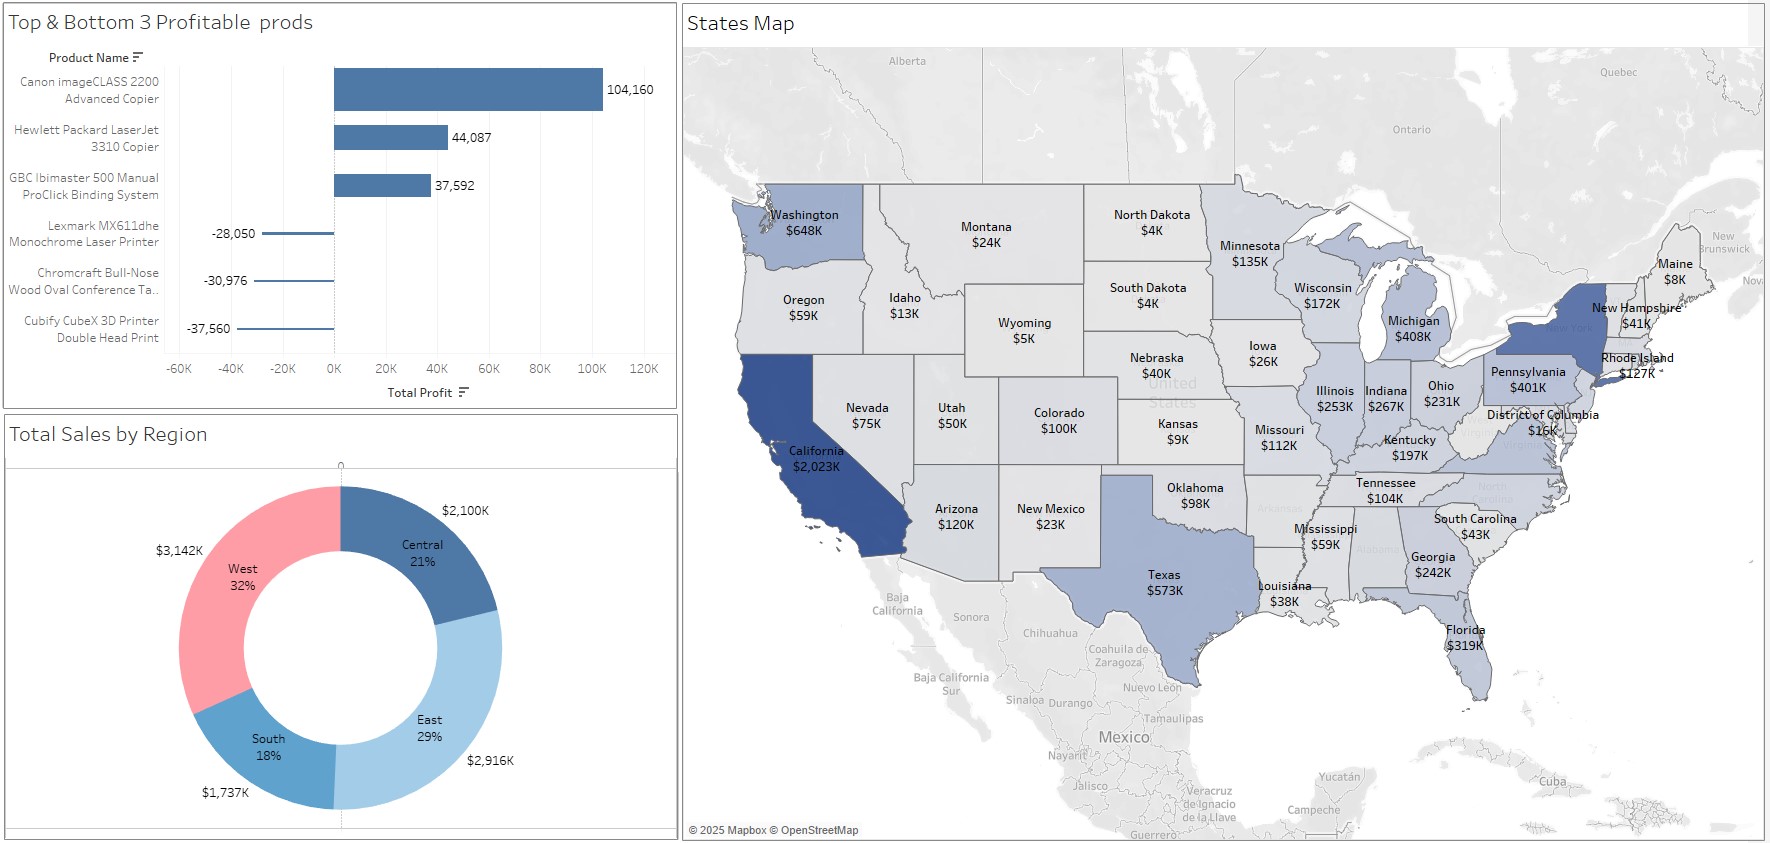 Top & Bottom 3 Profitable  prods
Product Name
Canon imageCLASS 2200
Advanced Copier
104,160
Hewlett Packard LaserJet
3310 Copier
44,087
GBC Ibimaster 500 Manual
ProClick Binding System
37,592
Lexmark MX611dhe
Monochrome Laser Printer
-28,050
Chromcraft Bull-Nose
Wood Oval Conference Ta..
-30,976
Cubify CubeX 3D Printer
Double Head Print
-37,560
-60K -40K -20K 0K 20K 40K 60K 80K 100K 120K
Total Profit
Total Sales by Region
0
$2,100K
Central
21%
$3,142K
West
32%
East
29%
$2,916K
South
18%
$1,737K
States Map
Alberta
Quebec
Ontario
New
Brunswick
Nova
Washington
$648K
Montana
$24K
North Dakota
$4K
Minnesota
$135K
Maine
$8K
Oregon
$59K
Idaho
$13K
South Dakota
$4K
Wisconsin
$172K
Wyoming
$5K
Michigan
$408K
New York
New Hampshire
$41K
Iowa
$26K
Nebraska
$40K
Rhode Island
$127K
Pennsylvania
$401K
United
States
Nevada
$75K
Utah
$50K
Colorado
$100K
Kansas
$9K
Missouri
$112K
Illinois
$253K
Indiana
$267K
Ohio
$231K
District of Columbia
$16K
West
Virginia
Virginia
Kentucky
$197K
California
$2,023K
Arizona
$120K
New Mexico
$23K
Oklahoma
$98K
Arkansas
Tennessee
$104K
North
Carolina
South Carolina
$43K
Mississippi
$59K
Alabama
Georgia
$242K
Texas
$573K
Louisiana
$38K
Florida
$319K
Baja
California
Sonora
Chihuahua
Coahuila de
Zaragoza
Baja California
Sur
Sinaloa
Durango
Nuevo León
Tamaulipas
Mexico
Nayarit
Jalisco
Veracruz
de Ignacio
de la Llave
Guerrero
Yucatán
Campeche
Cuba
© 2025 Mapbox © OpenStreetMap